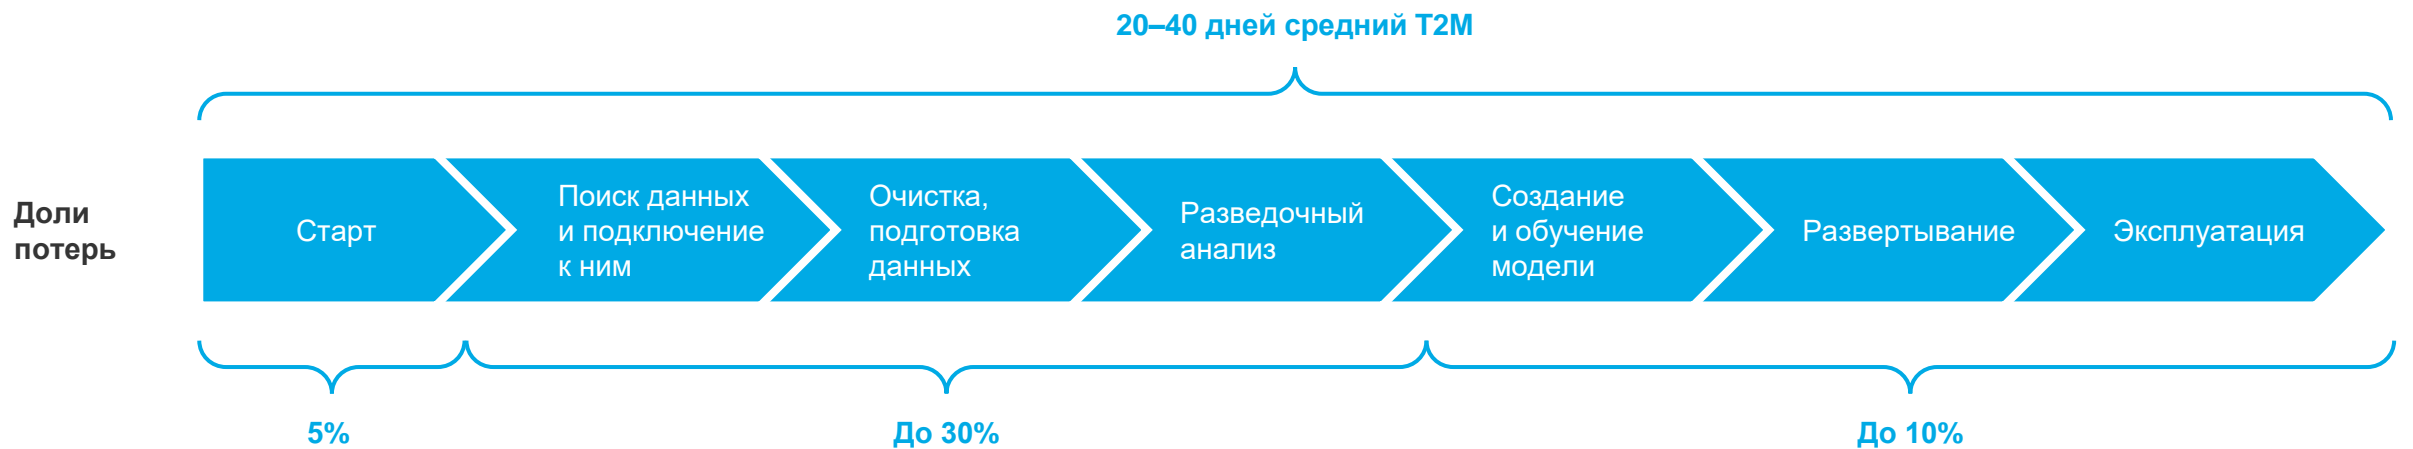 20–40 дней средний T2M
Доли
потерь
Старт
Поиск данных
и подключение
к ним
Очистка,
подготовка
данных
Разведочный
анализ
Создание
и обучение
модели
Развертывание
Эксплуатация
5%
До 30%
До 10%